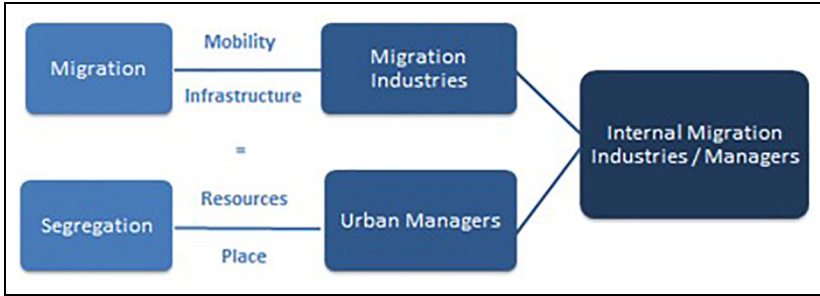 Migration
Mobility
Infrastructure
Migration
Industries
=
Segregation
Resources
Place
Urban Managers
Internal Migration
Industries / Managers